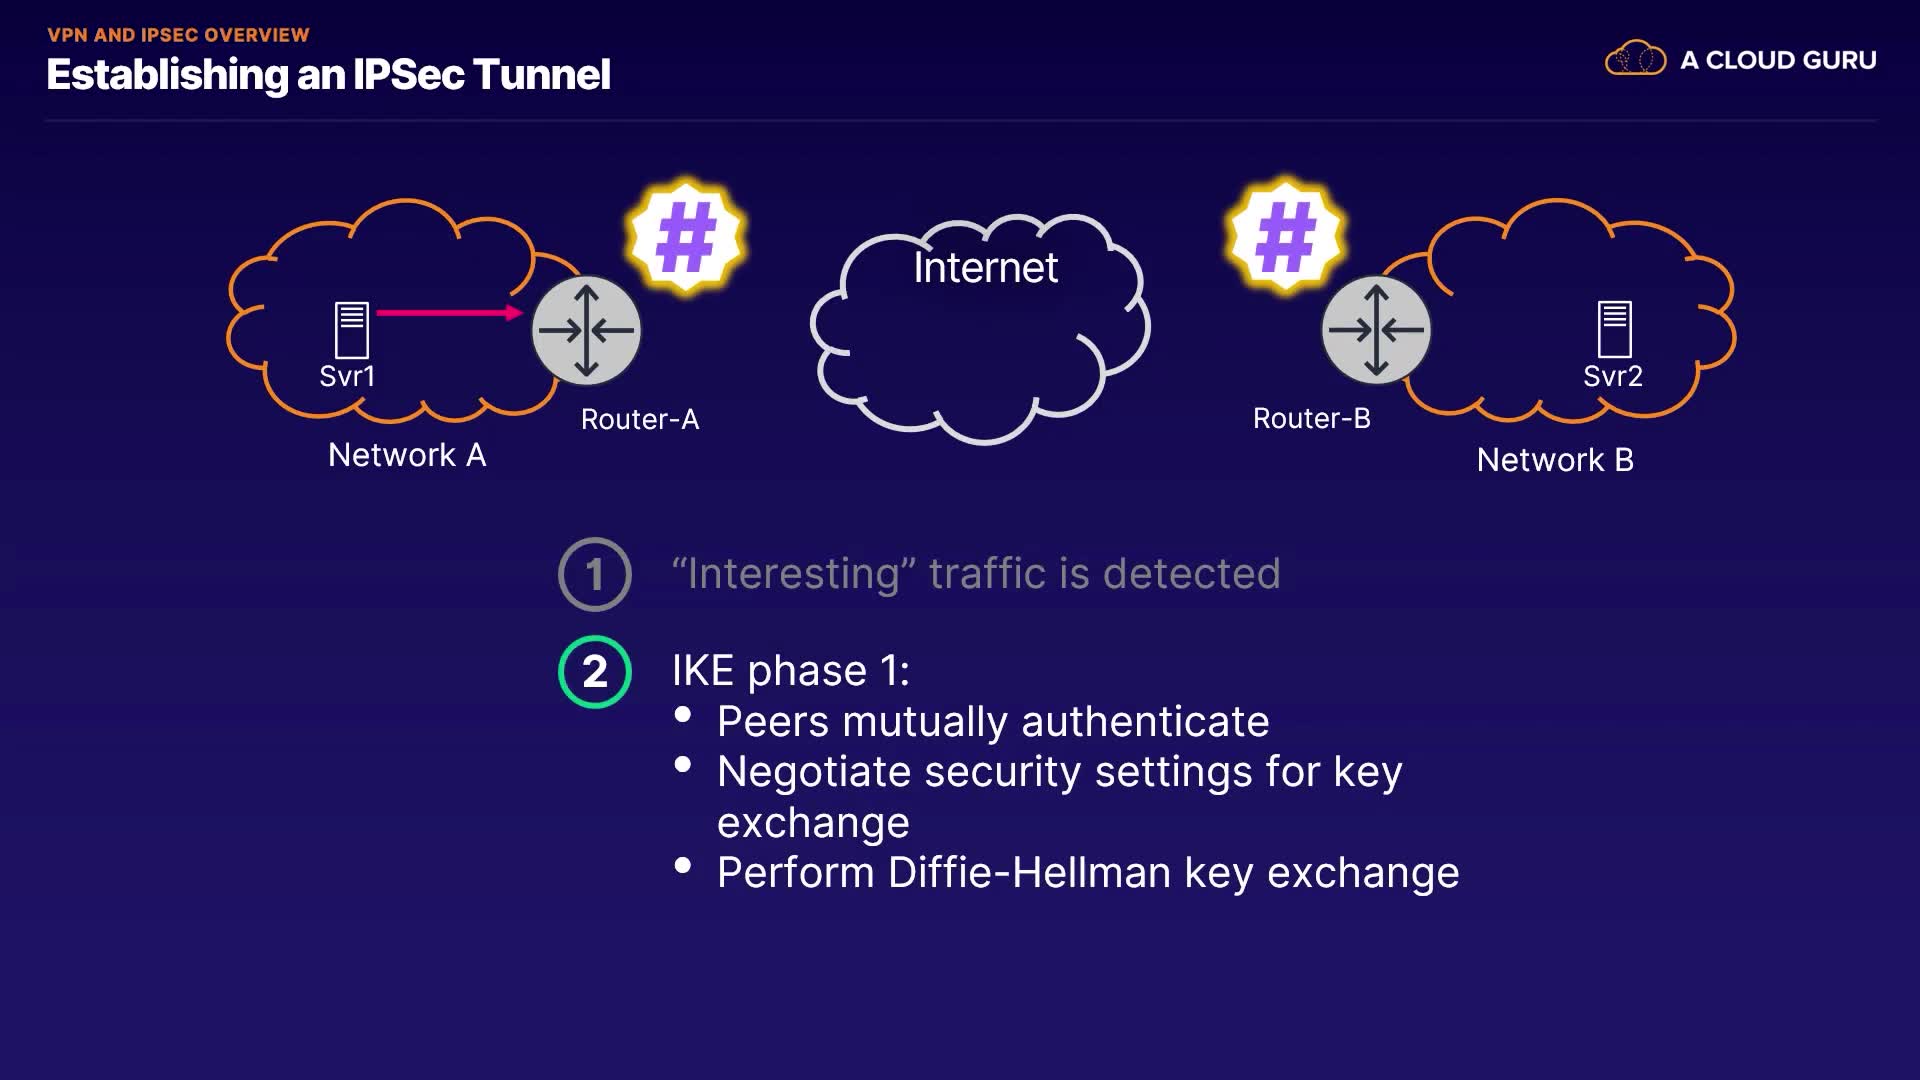 VPN AND IPSEC OVERVIEW
Establishing an IPSec Tunnel
A CLOUD GURU
#
#
Internet
Svr1
Svr2
Router-A
Router-B
Network A
Network B
1 “Interesting” traffic is detected
2 IKE phase 1:
• Peers mutually authenticate
• Negotiate security settings for key
exchange
• Perform Diffie-Hellman key exchange